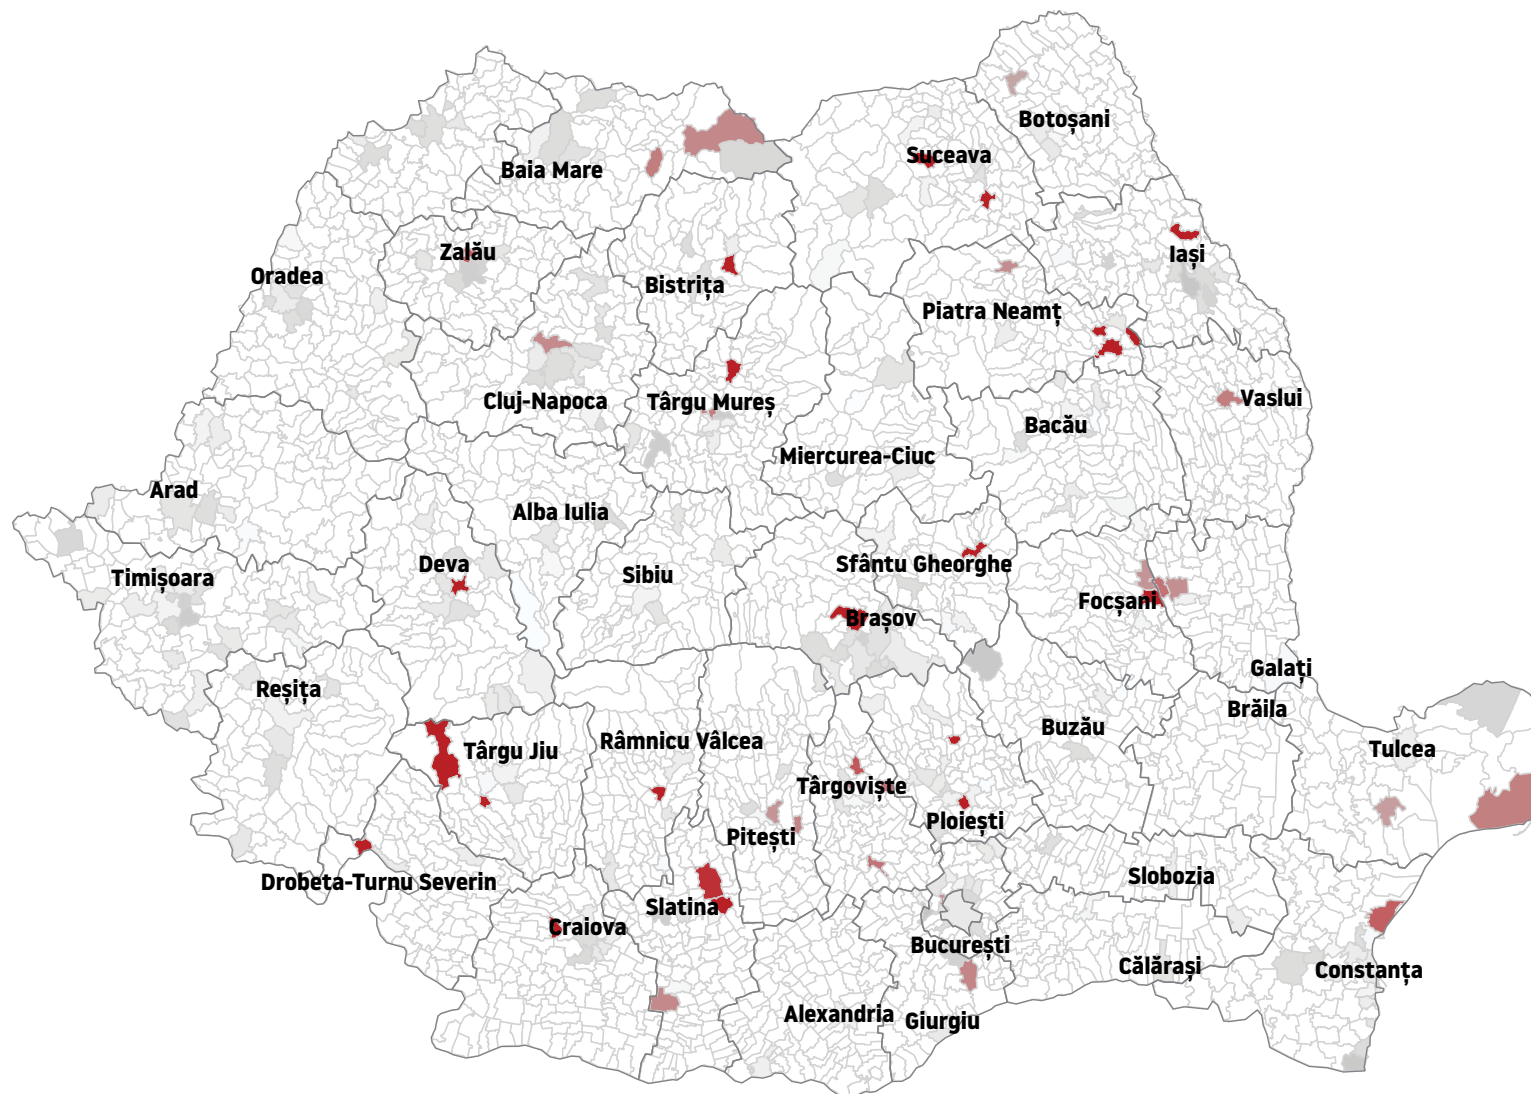 Botoșani
Suceava
Baia Mare
Zalău
Iași
Oradea
Bistrița
Piatra Neamț
Vaslui
Cluj-Napoca
Târgu Mureș
Bacău
Miercurea-Ciuc
Arad
Alba Iulia
Deva
Sfântu Gheorghe
Timișoara
Sibiu
Focșani
Brașov
Galați
Reșița
Brăila
Buzău
Râmnicu Vâlcea
Tulcea
Târgu Jiu
Târgoviște
Ploiești
Pitești
Slobozia
Drobeta-Turnu Severin
Slatina
Craiova
București
Călărași
Constanța
Alexandria
Giurgiu